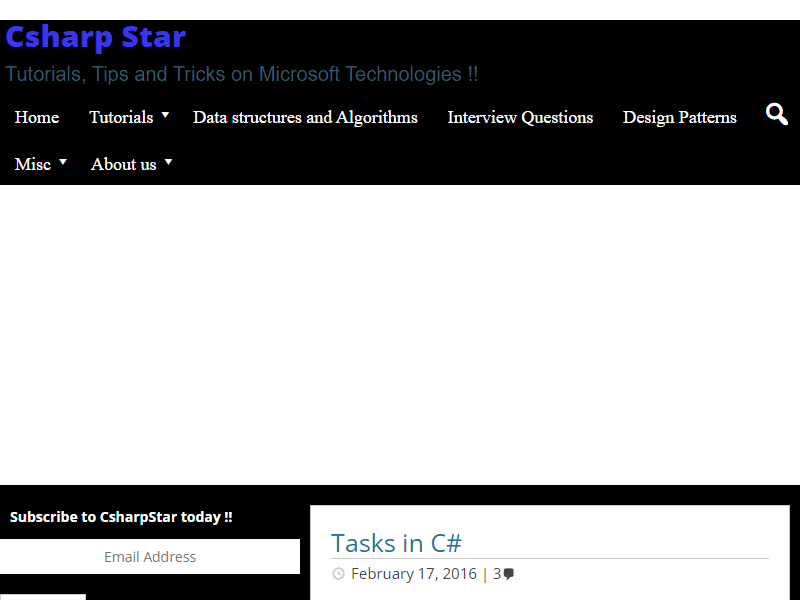 Csharp Star
Tutorials, Tips and Tricks on Microsoft Technologies !!
Home Tutorials Data structures and Algorithms Interview Questions Design Patterns
Misc About us
Subscribe to CsharpStar today !!
Email Address
Tasks in C#
February 17, 2016 | 3